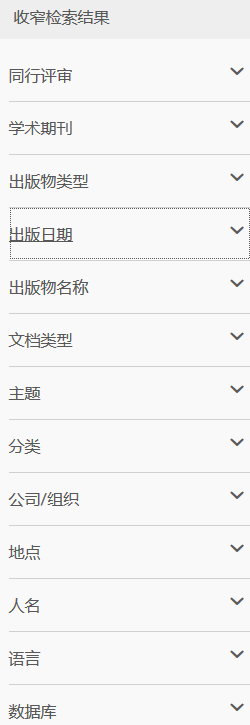 收窄检索结果
同行评审
学术期刊
出版物类型
出版日期
出版物名称
文档类型
主题
分类
公司/组织
地点
人名
语言
数据库